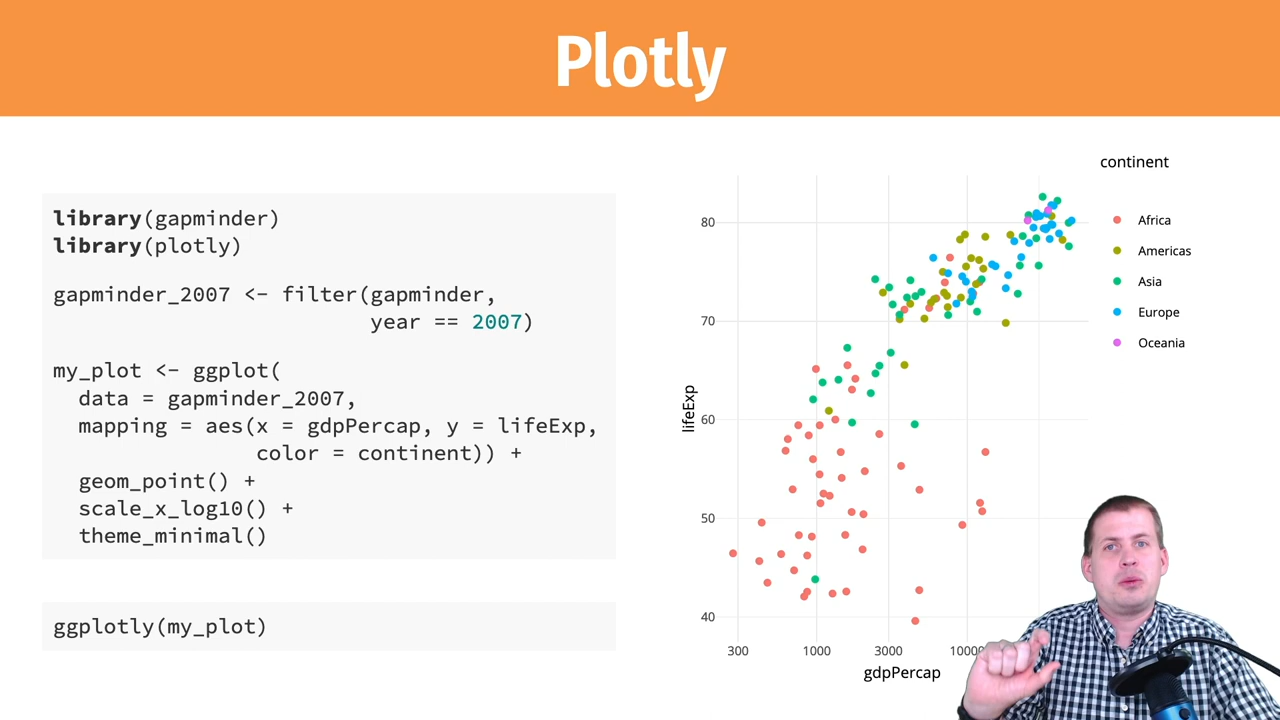 Plotly
library(gapminder)
library(plotly)
gapminder_2007 <- filter(gapminder,
year == 2007)
my_plot <- ggplot(
data = gapminder_2007,
mapping = aes(x = gdpPercap, y = lifeExp,
color = continent)) +
geom_point() +
scale_x_log10() +
theme_minimal()
ggplotly(my_plot)
continent
Africa
Americas
Asia
Europe
Oceania
80
70
60
50
40
lifeExp
300 1000 3000 10000
gdpPercap